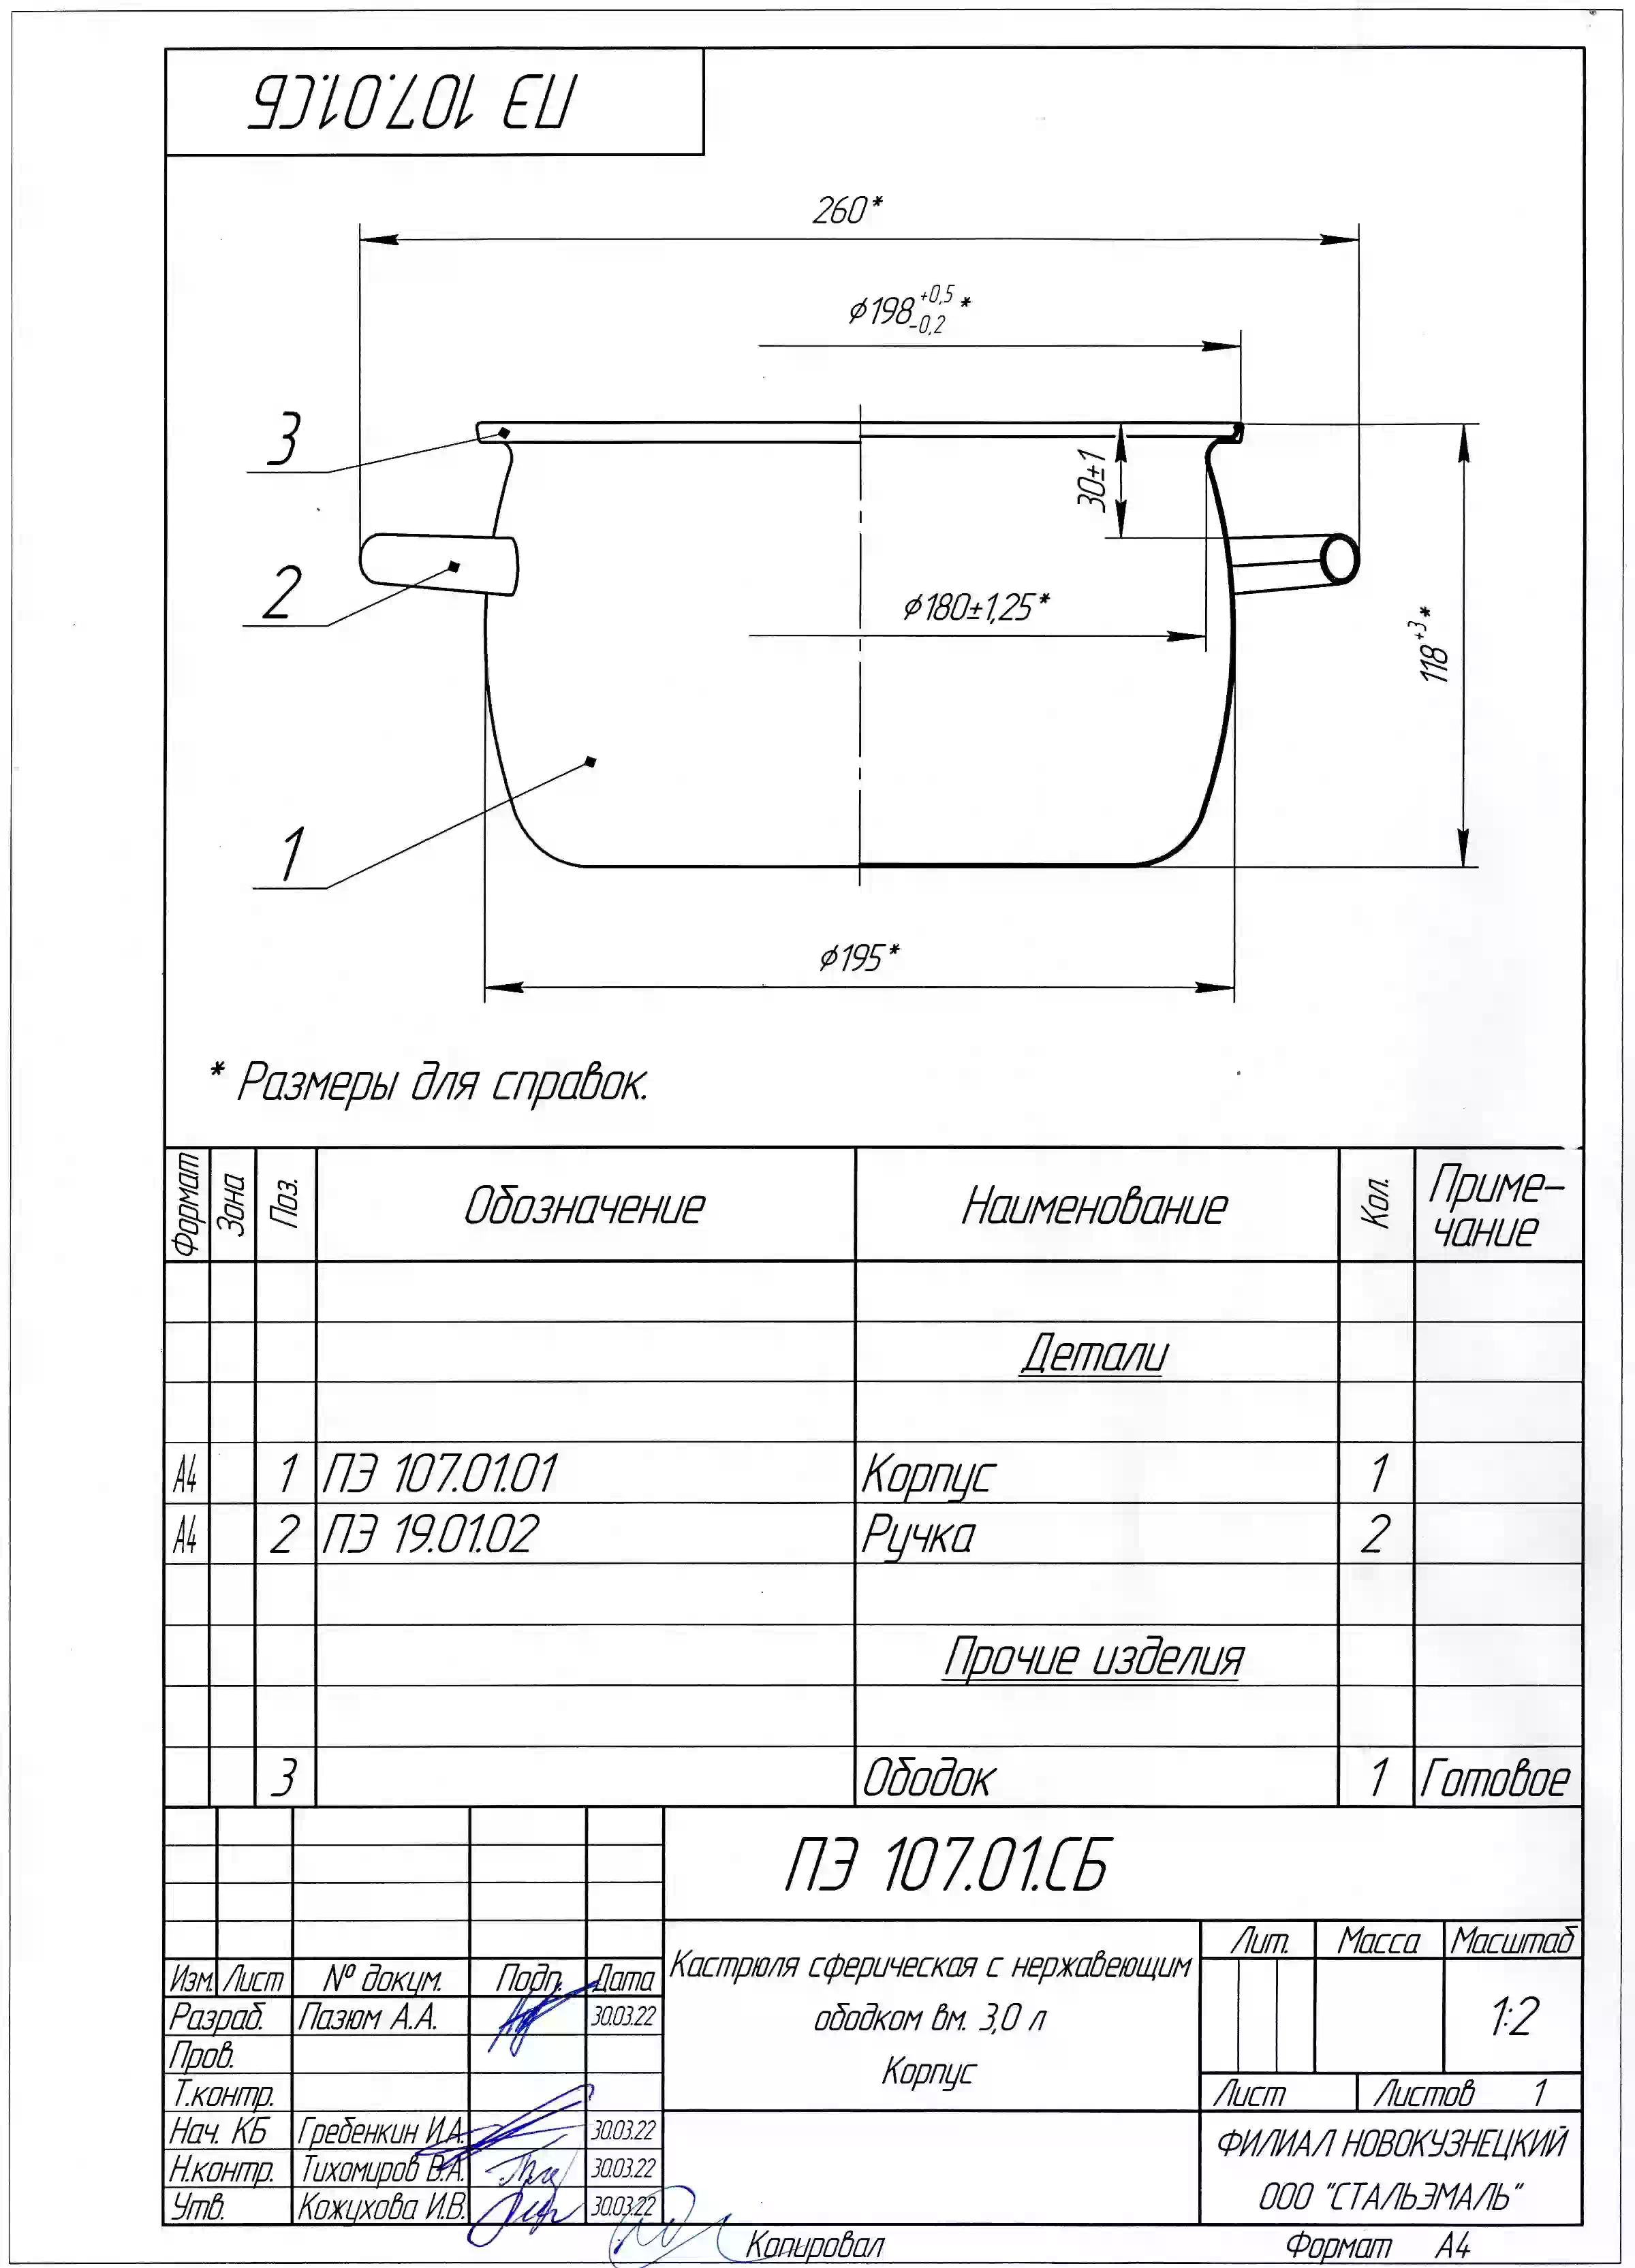 ПЭ 107.01.СБ
260*
⌀198 +0,5 -0,2 *
3
30±1
2
⌀180±1,25*
118+3*
1
⌀195*
* Размеры для справок.
Формат Зона Поз. Обозначение Наименование Кол. Приме-
чание
Детали
А4 1 ПЭ 107.01.01 Корпус 1
А4 2 ПЭ 19.01.02 Ручка 2
Прочие изделия
3 Ободок 1 Готовое
ПЭ 107.01.СБ
Изм. Лист № докум. Подп. Дата
Разраб. Пазюм А.А. 30.03.22
Пров.
Т.контр.
Нач. КБ Гребенкин И.А. 30.03.22
Н.контр. Тихомиров В.А. 30.03.22
Утв. Кожухова И.В. 30.03.22
Кастрюля сферическая с нержавеющим
ободком вм. 3,0 л
Корпус
Лит. Масса Масштаб
1:2
Лист Листов 1
ФИЛИАЛ НОВОКУЗНЕЦКИЙ
ООО "СТАЛЬЭМАЛЬ"
Копировал Формат А4